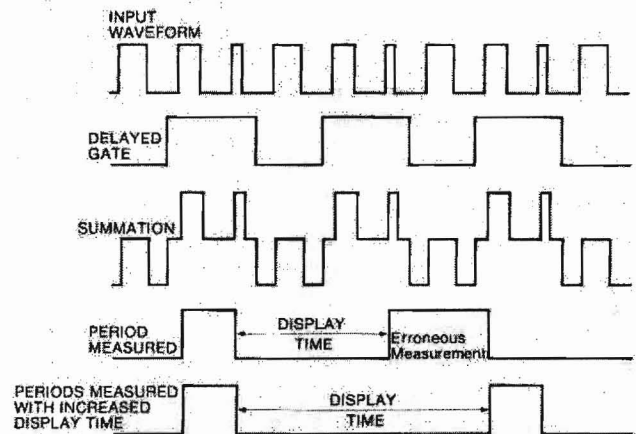 INPUT
WAVEFORM
DELAYED
GATE
SUMMATION
PERIOD
MEASURED
DISPLAY
TIME
Erroneous
Measurement
PERIODS MEASURED
WITH INCREASED
DISPLAY TIME
DISPLAY
TIME